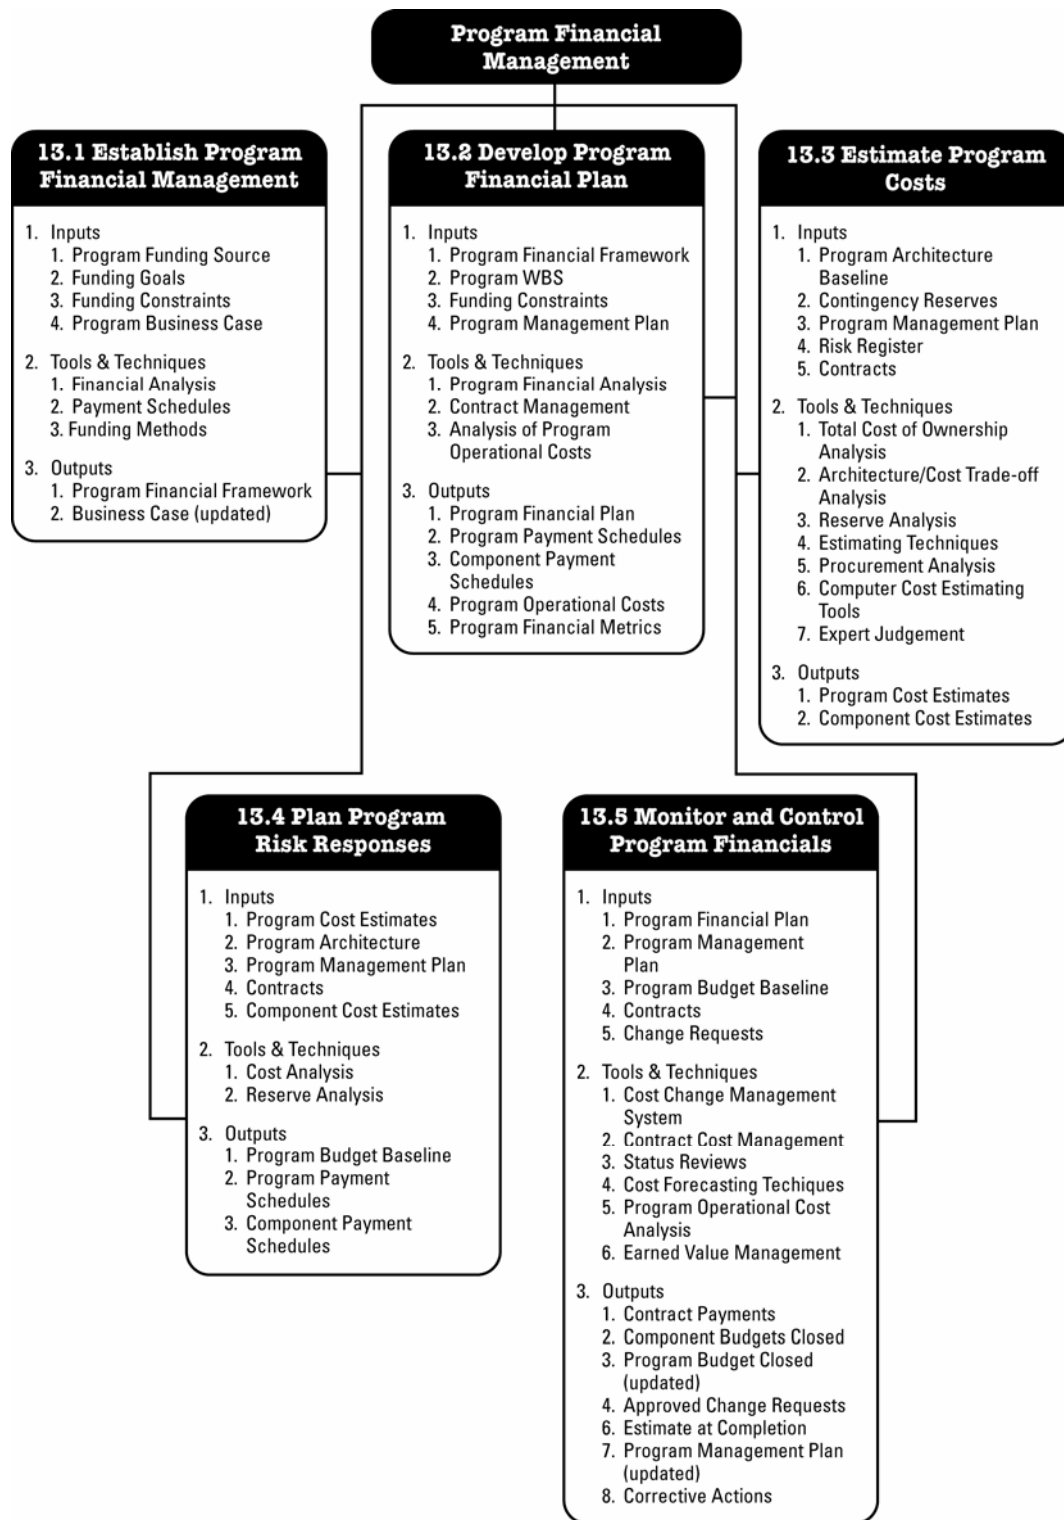 Program Financial
Management
13.1 Establish Program
Financial Management
1. Inputs
1. Program Funding Source
2. Funding Goals
3. Funding Constraints
4. Program Business Case
2. Tools & Techniques
1. Financial Analysis
2. Payment Schedules
3. Funding Methods
3. Outputs
1. Program Financial Framework
2. Business Case (updated)
13.2 Develop Program
Financial Plan
1. Inputs
1. Program Financial Framework
2. Program WBS
3. Funding Constraints
4. Program Management Plan
2. Tools & Techniques
1. Program Financial Analysis
2. Contract Management
3. Analysis of Program
Operational Costs
3. Outputs
1. Program Financial Plan
2. Program Payment Schedules
3. Component Payment
Schedules
4. Program Operational Costs
5. Program Financial Metrics
13.3 Estimate Program
Costs
1. Inputs
1. Program Architecture
Baseline
2. Contingency Reserves
3. Program Management Plan
4. Risk Register
5. Contracts
2. Tools & Techniques
1. Total Cost of Ownership
Analysis
2. Architecture/Cost Trade-off
Analysis
3. Reserve Analysis
4. Estimating Techniques
5. Procurement Analysis
6. Computer Cost Estimating
Tools
7. Expert Judgement
3. Outputs
1. Program Cost Estimates
2. Component Cost Estimates
13.4 Plan Program
Risk Responses
1. Inputs
1. Program Cost Estimates
2. Program Architecture
3. Program Management Plan
4. Contracts
5. Component Cost Estimates
2. Tools & Techniques
1. Cost Analysis
2. Reserve Analysis
3. Outputs
1. Program Budget Baseline
2. Program Payment
Schedules
3. Component Payment
Schedules
13.5 Monitor and Control
Program Financials
1. Inputs
1. Program Financial Plan
2. Program Management
Plan
3. Program Budget Baseline
4. Contracts
5. Change Requests
2. Tools & Techniques
1. Cost Change Management
System
2. Contract Cost Management
3. Status Reviews
4. Cost Forecasting Techiques
5. Program Operational Cost
Analysis
6. Earned Value Management
3. Outputs
1. Contract Payments
2. Component Budgets Closed
3. Program Budget Closed
(updated)
4. Approved Change Requests
6. Estimate at Completion
7. Program Management Plan
(updated)
8. Corrective Actions